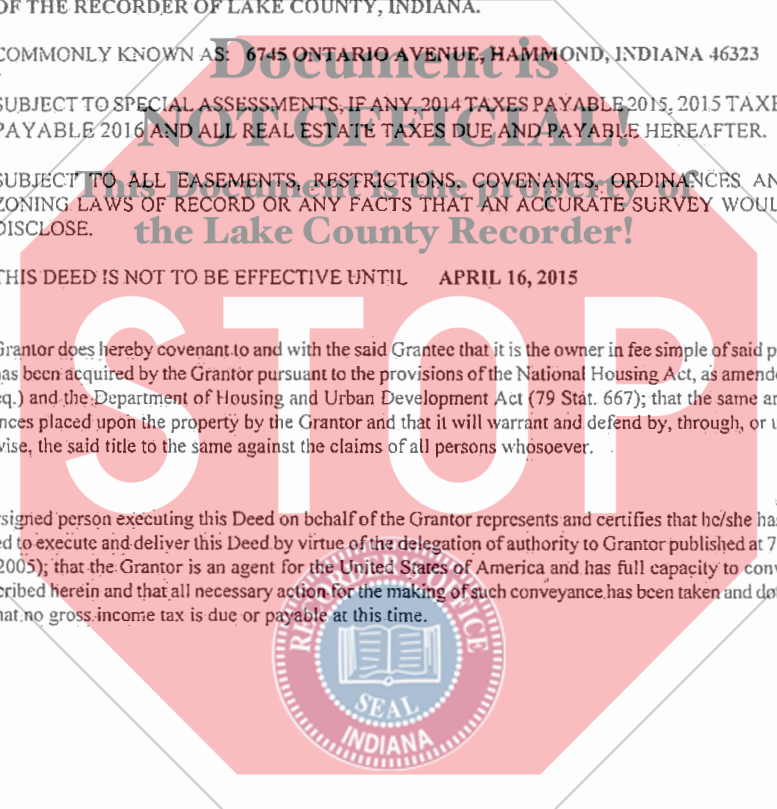 OF THE RECORDER OF LAKE COUNTY, INDIANA.
COMMONLY KNOWN AS: 6745 ONTARIO AVENUE, HAMMOND, INDIANA 46323
Document is
SUBJECT TO SPECIAL ASSESSMENTS, IF ANY, 2014 TAXES PAYABLE 2015, 2015 TAXE
NOT OFFICIAL!
PAYABLE 2016 AND ALL REAL ESTATE TAXES DUE AND PAYABLE HEREAFTER.
SUBJECT TO ALL EASEMENTS, RESTRICTIONS, COVENANTS, ORDINANCES AN
This Document is the property of
ZONING LAWS OF RECORD OR ANY FACTS THAT AN ACCURATE SURVEY WOUL
DISCLOSE.
the Lake County Recorder!
THIS DEED IS NOT TO BE EFFECTIVE UNTIL APRIL 16, 2015
STOP
Grantor does hereby covenant to and with the said Grantee that it is the owner in fee simple of said p
has been acquired by the Grantor pursuant to the provisions of the National Housing Act, as amende
eq.) and the Department of Housing and Urban Development Act (79 Stat. 667); that the same ar
nces placed upon the property by the Grantor and that it will warrant and defend by, through, or u
vise, the said title to the same against the claims of all persons whosoever.
signed person executing this Deed on behalf of the Grantor represents and certifies that he/she has
ed to execute and deliver this Deed by virtue of the delegation of authority to Grantor published at 7
2005); that the Grantor is an agent for the United States of America and has full capacity to conv
cribed herein and that all necessary action for the making of such conveyance has been taken and do
hat no gross income tax is due or payable at this time.
RECORDER'S OFFICE
SEAL
INDIANA